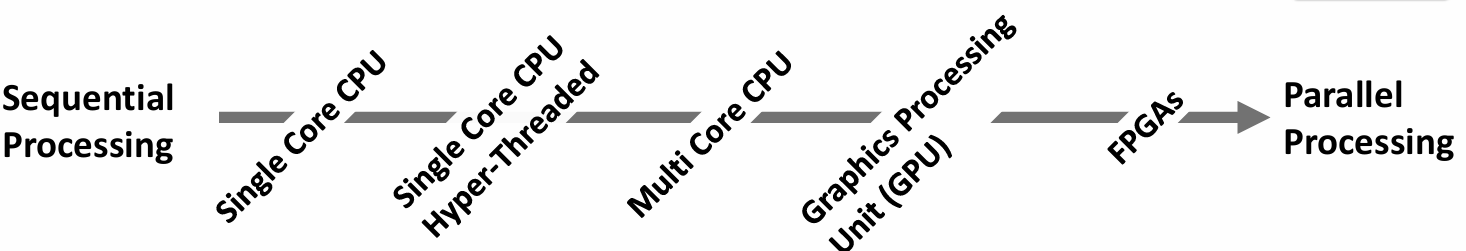 Sequential
Processing
Single Core CPU
Single Core CPU
Hyper-Threaded
Multi Core CPU
Graphics Processing
Unit (GPU)
FPGAs
Parallel
Processing